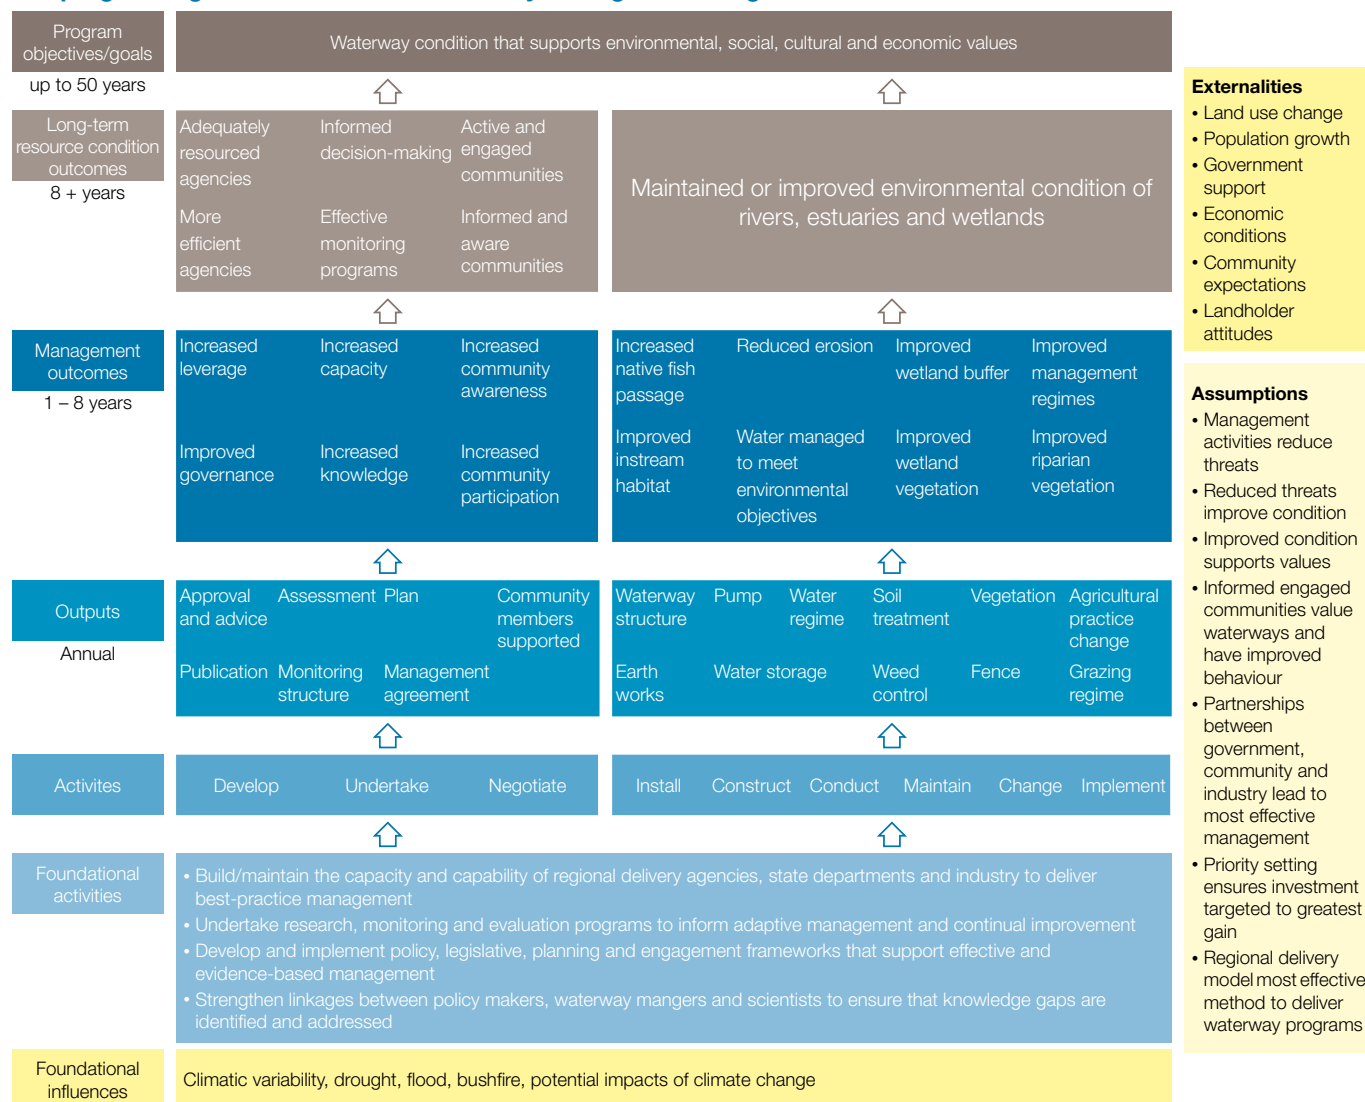 Program
objectives/goals
Waterway condition that supports environmental, social, cultural and economic values
up to 50 years
Long-term
resource condition
outcomes
8 + years
Adequately
resourced
agencies
Informed
decision-making
Active and
engaged
communities
More
efficient
agencies
Effective
monitoring
programs
Informed and
aware
communities
Maintained or improved environmental condition of
rivers, estuaries and wetlands
Management
outcomes
1 – 8 years
Increased
leverage
Increased
capacity
Increased
community
awareness
Improved
governance
Increased
knowledge
Increased
community
participation
Increased
native fish
passage
Reduced erosion
Improved
wetland buffer
Improved
management
regimes
Improved
instream
habitat
Water managed
to meet
environmental
objectives
Improved
wetland
vegetation
Improved
riparian
vegetation
Outputs
Annual
Approval
and advice
Assessment
Plan
Community
members
supported
Publication
Monitoring
structure
Management
agreement
Waterway
structure
Pump
Water
regime
Soil
treatment
Vegetation
Agricultural
practice
change
Earth
works
Water storage
Weed
control
Fence
Grazing
regime
Activites
Develop
Undertake
Negotiate
Install
Construct
Conduct
Maintain
Change
Implement
Foundational
activities
• Build/maintain the capacity and capability of regional delivery agencies, state departments and industry to deliver
best-practice management
• Undertake research, monitoring and evaluation programs to inform adaptive management and continual improvement
• Develop and implement policy, legislative, planning and engagement frameworks that support effective and
evidence-based management
• Strengthen linkages between policy makers, waterway mangers and scientists to ensure that knowledge gaps are
identified and addressed
Foundational
influences
Climatic variability, drought, flood, bushfire, potential impacts of climate change
Externalities
• Land use change
• Population growth
• Government
support
• Economic
conditions
• Community
expectations
• Landholder
attitudes
Assumptions
• Management
activities reduce
threats
• Reduced threats
improve condition
• Improved condition
supports values
• Informed engaged
communities value
waterways and
have improved
behaviour
• Partnerships
between
government,
community and
industry lead to
most effective
management
• Priority setting
ensures investment
targeted to greatest
gain
• Regional delivery
model most effective
method to deliver
waterway programs